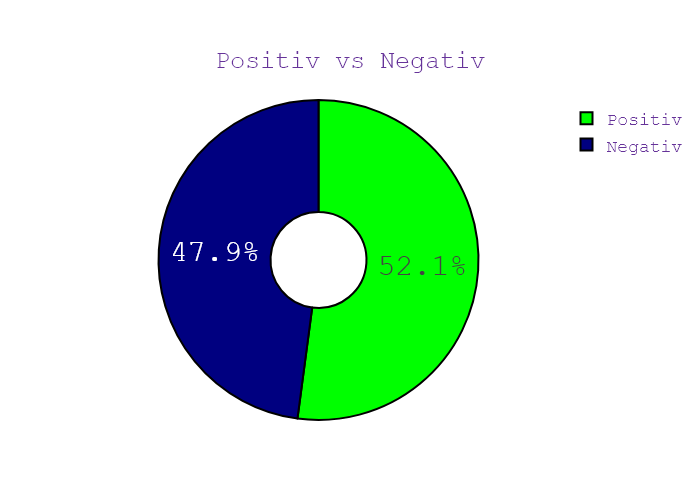 Positiv vs Negativ
Positiv
Negativ
47.9%
52.1%